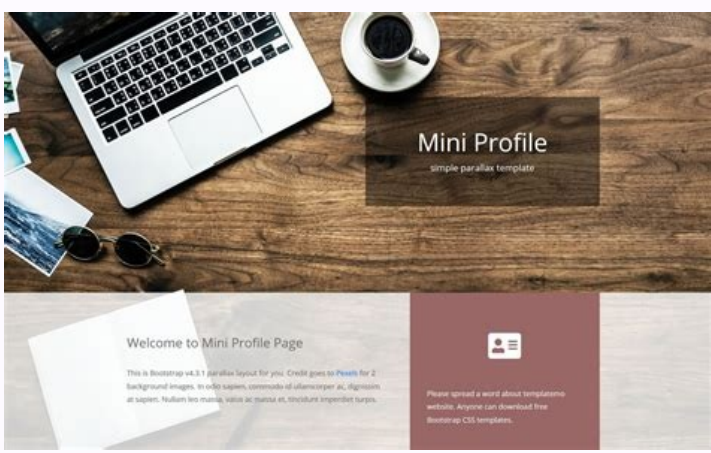 Mini Profile
simple parallax template
Welcome to Mini Profile Page
This is Bootstrap v4.3.1 parallax layout for you. Credit goes to Pexels for 2
background images. In odio sapien, commodo id ullamcorper ac, dignissim
at sapien. Nullam leo massa, varius ac massa et, tincidunt imperdiet turpis.
Please spread a word about templatemo
website. Anyone can download free
Bootstrap CSS templates.